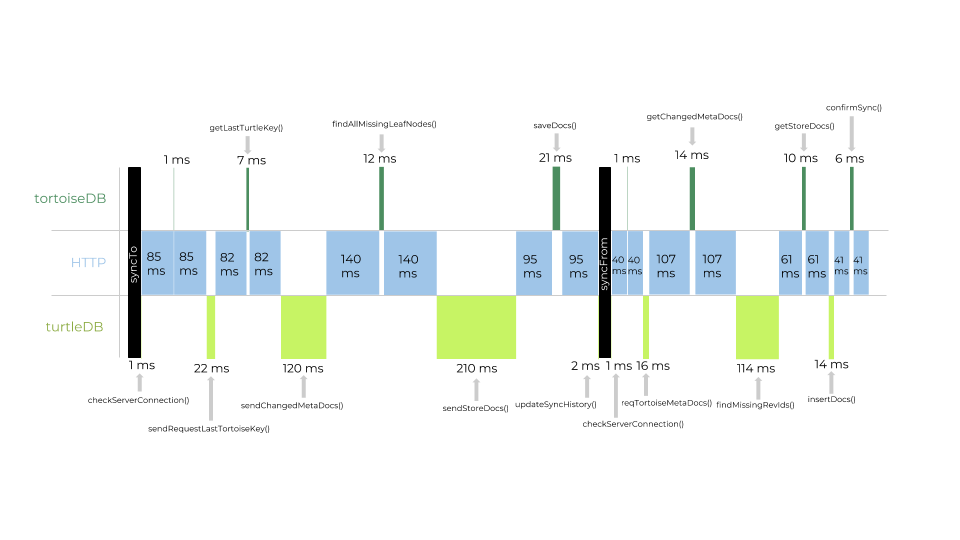 confirmSync()
getChangedMetaDocs()
findAllMissingLeafNodes()
getLastTurtleKey()
saveDocs()
getStoreDocs()
1 ms
7 ms
12 ms
21 ms
1 ms
14 ms
10 ms
6 ms
tortoiseDB
HTTP
turtleDB
syncTo
syncFrom
85
ms
85
ms
82
ms
82
ms
140
ms
140
ms
95
ms
95
ms
40
ms
40
ms
107
ms
107
ms
61
ms
61
ms
41
ms
41
ms
1 ms
22 ms
120 ms
210 ms
2 ms
1 ms
16 ms
114 ms
14 ms
checkServerConnection()
sendRequestLastTortoiseKey()
sendChangedMetaDocs()
sendStoreDocs()
updateSyncHistory()
checkServerConnection()
reqTortoiseMetaDocs()
findMissingRevIds()
insertDocs()